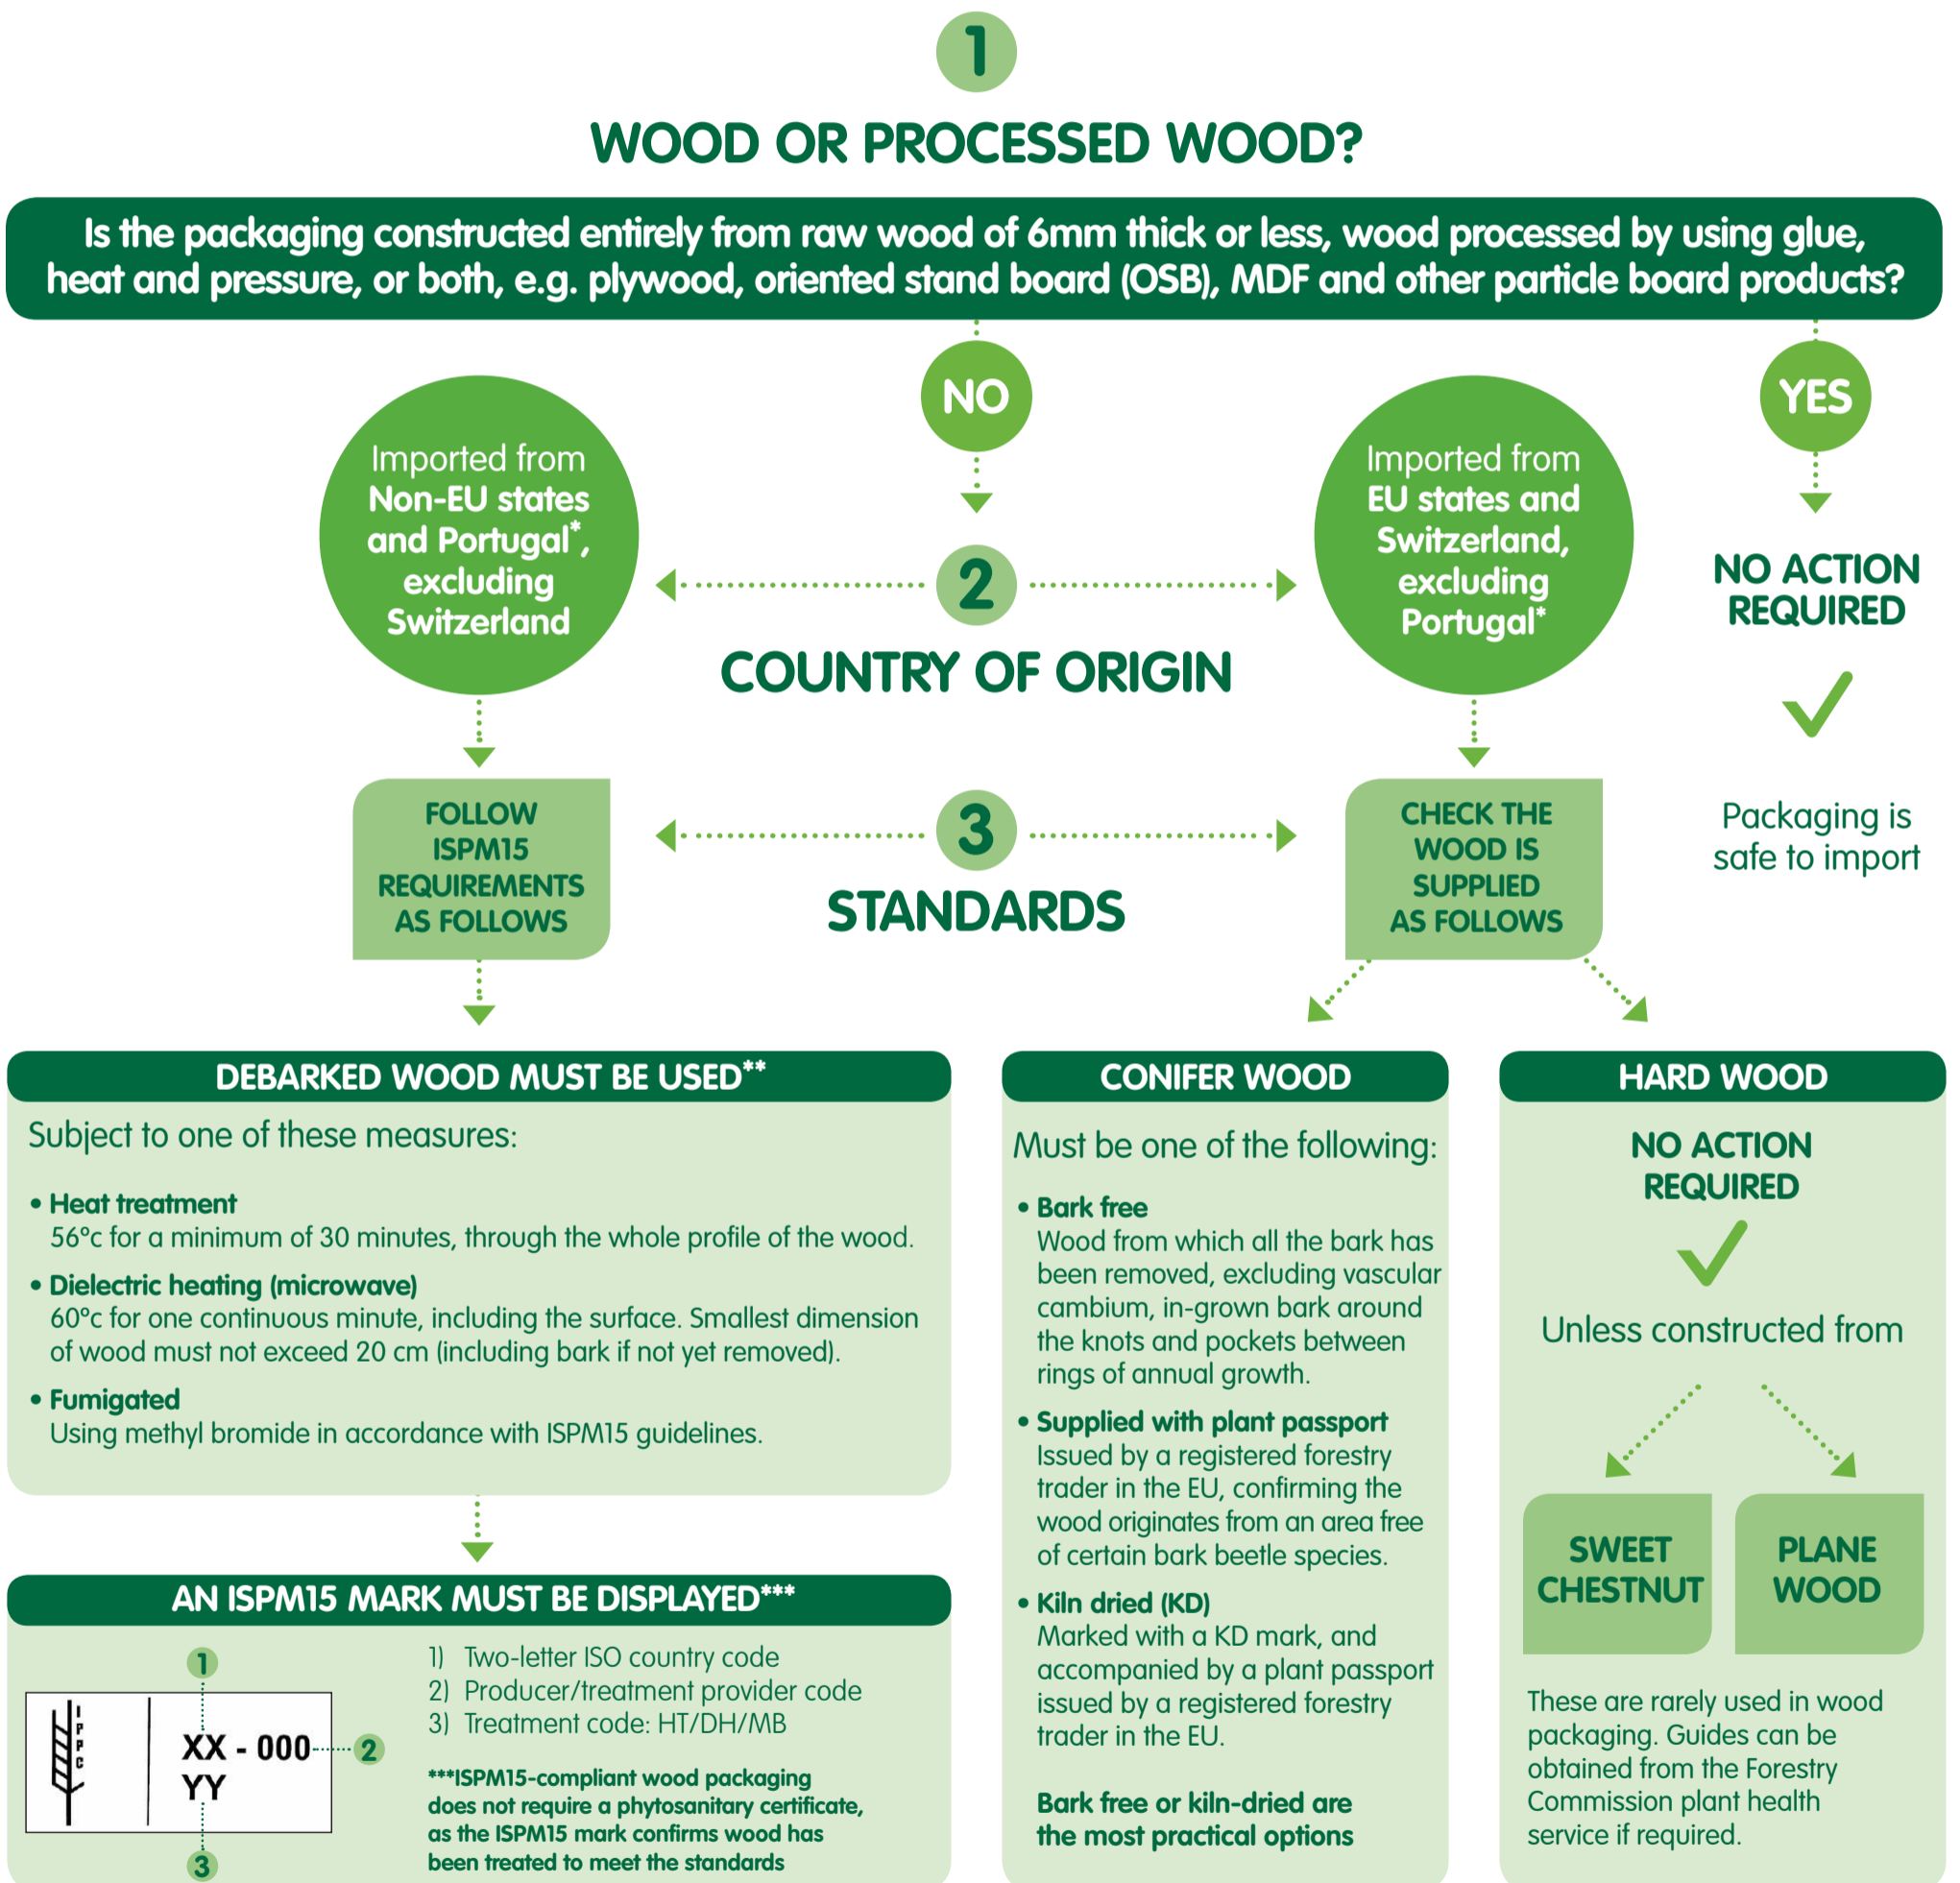 1
WOOD OR PROCESSED WOOD?
Is the packaging constructed entirely from raw wood of 6mm thick or less, wood processed by using glue,
heat and pressure, or both, e.g. plywood, oriented stand board (OSB), MDF and other particle board products?
NO
YES
Imported from
Non-EU states
and Portugal*,
excluding
Switzerland
2
COUNTRY OF ORIGIN
Imported from
EU states and
Switzerland,
excluding
Portugal*
NO ACTION
REQUIRED
Packaging is
safe to import
FOLLOW
ISPM15
REQUIREMENTS
AS FOLLOWS
3
STANDARDS
CHECK THE
WOOD IS
SUPPLIED
AS FOLLOWS
DEBARKED WOOD MUST BE USED**
Subject to one of these measures:
• Heat treatment
56ºc for a minimum of 30 minutes, through the whole profile of the wood.
• Dielectric heating (microwave)
60ºc for one continuous minute, including the surface. Smallest dimension
of wood must not exceed 20 cm (including bark if not yet removed).
• Fumigated
Using methyl bromide in accordance with ISPM15 guidelines.
AN ISPM15 MARK MUST BE DISPLAYED***
1
IPPC
XX - 000
2
YY
3
1) Two-letter ISO country code
2) Producer/treatment provider code
3) Treatment code: HT/DH/MB
***ISPM15-compliant wood packaging
does not require a phytosanitary certificate,
as the ISPM15 mark confirms wood has
been treated to meet the standards
CONIFER WOOD
Must be one of the following:
• Bark free
Wood from which all the bark has
been removed, excluding vascular
cambium, in-grown bark around
the knots and pockets between
rings of annual growth.
• Supplied with plant passport
Issued by a registered forestry
trader in the EU, confirming the
wood originates from an area free
of certain bark beetle species.
• Kiln dried (KD)
Marked with a KD mark, and
accompanied by a plant passport
issued by a registered forestry
trader in the EU.
Bark free or kiln-dried are
the most practical options
HARD WOOD
NO ACTION
REQUIRED
Unless constructed from
SWEET
CHESTNUT
PLANE
WOOD
These are rarely used in wood
packaging. Guides can be
obtained from the Forestry
Commission plant health
service if required.